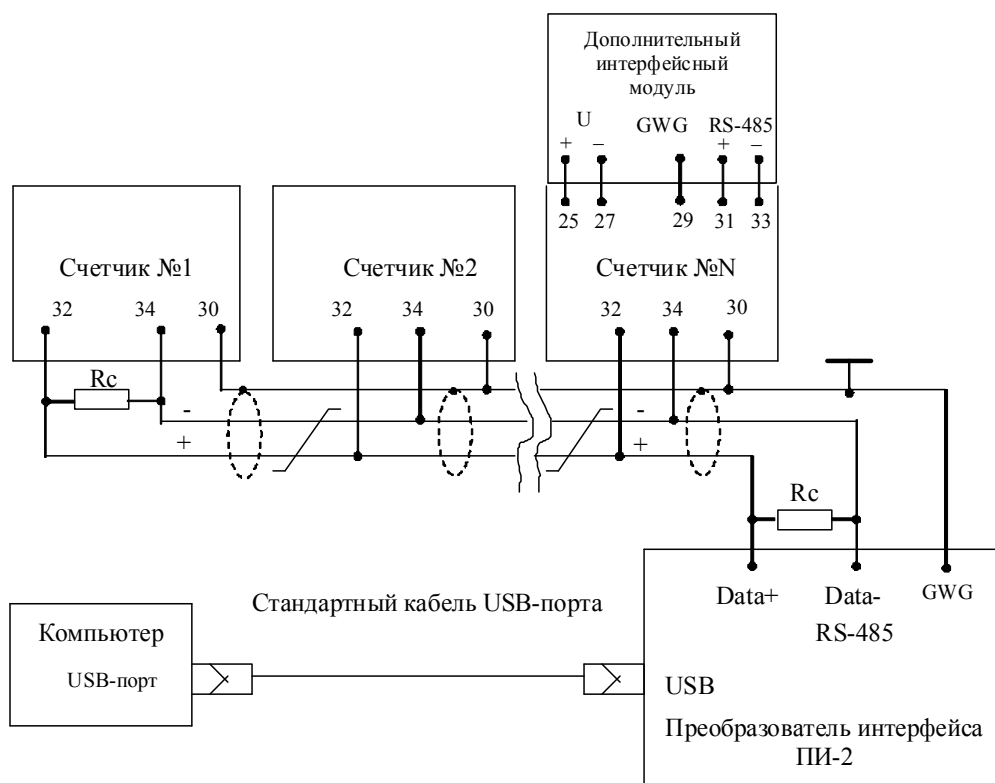 Дополнительный
интерфейсный
модуль
U GWG RS-485
+ – + –
25 27 29 31 33
Счетчик №1 Счетчик №2 Счетчик №N
32 34 30 32 34 30 32 34 30
Rc
- -
+ +
Rc
Data+ Data- GWG
RS-485
Стандартный кабель USB-порта
Компьютер
USB-порт
USB
Преобразователь интерфейса
ПИ-2